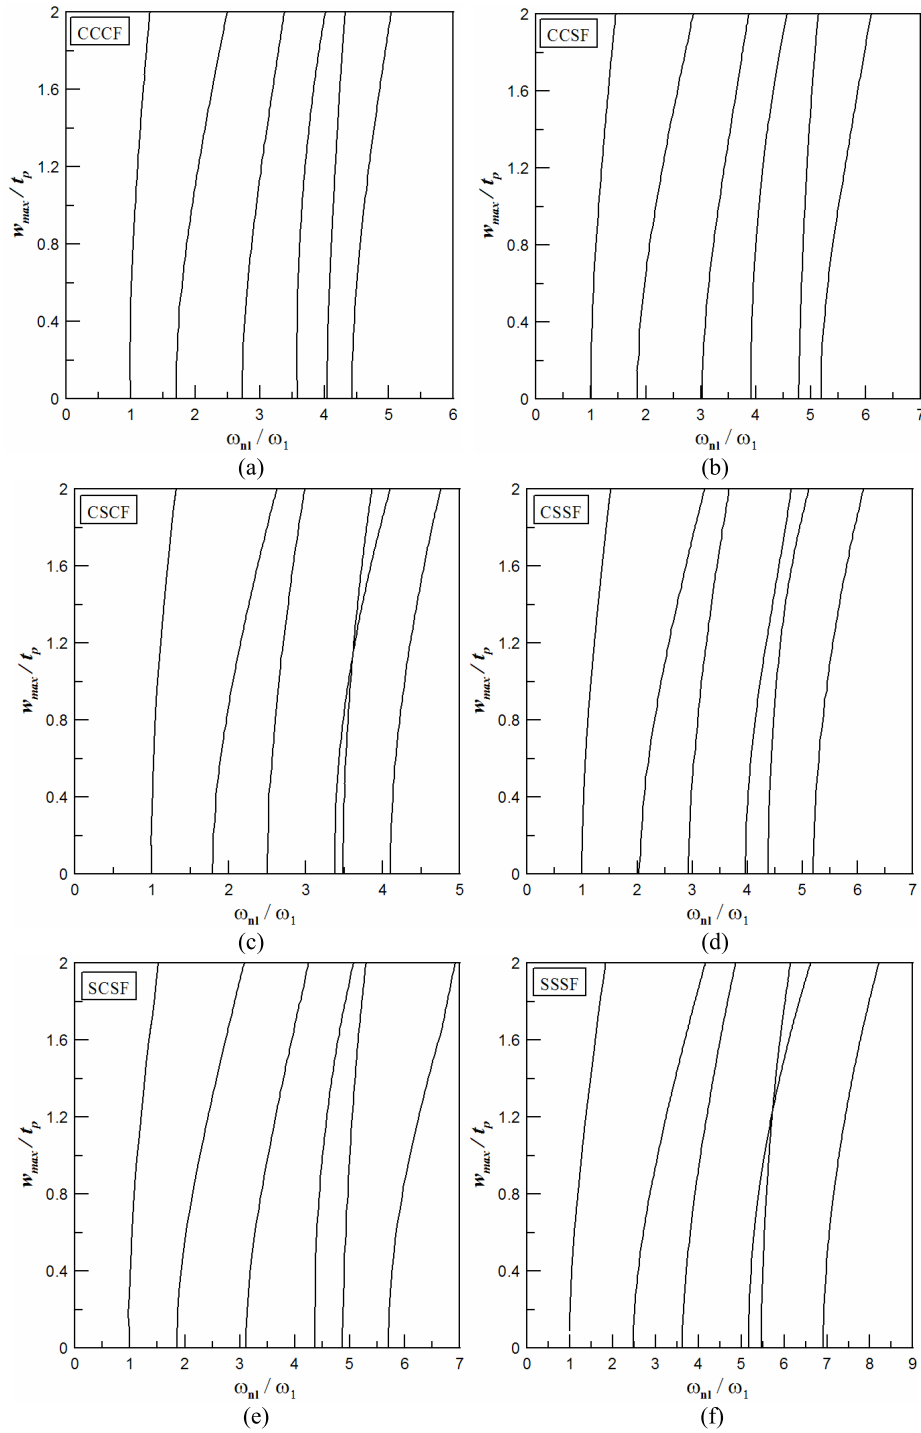 CCCF
2
1.6
1.2
0.8
0.4
0
w_max / t_p
0 1 2 3 4 5 6
ω_nl / ω_1
(a)
CCSF
2
1.6
1.2
0.8
0.4
0
w_max / t_p
0 1 2 3 4 5 6 7
ω_nl / ω_1
(b)
CSCF
2
1.6
1.2
0.8
0.4
0
w_max / t_p
0 1 2 3 4 5
ω_nl / ω_1
(c)
CSSF
2
1.6
1.2
0.8
0.4
0
w_max / t_p
0 1 2 3 4 5 6 7
ω_nl / ω_1
(d)
SCSF
2
1.6
1.2
0.8
0.4
0
w_max / t_p
0 1 2 3 4 5 6 7
ω_nl / ω_1
(e)
SSSF
2
1.6
1.2
0.8
0.4
0
w_max / t_p
0 1 2 3 4 5 6 7 8 9
ω_nl / ω_1
(f)